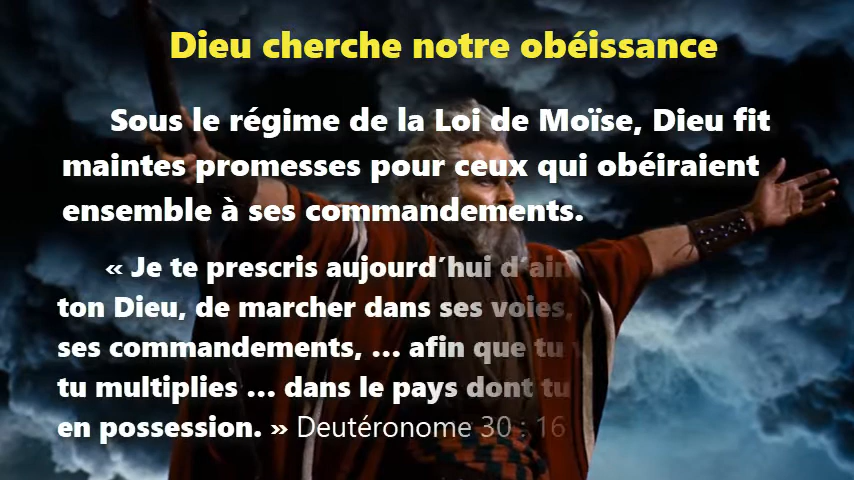 Dieu cherche notre obéissance
Sous le régime de la Loi de Moïse, Dieu fit
maintes promesses pour ceux qui obéiraient
ensemble à ses commandements.
« Je te prescris aujourd′hui d′aim
ton Dieu, de marcher dans ses voies,
ses commandements, ... afin que tu
tu multiplies ... dans le pays dont tu
en possession. » Deutéronome 30 : 16